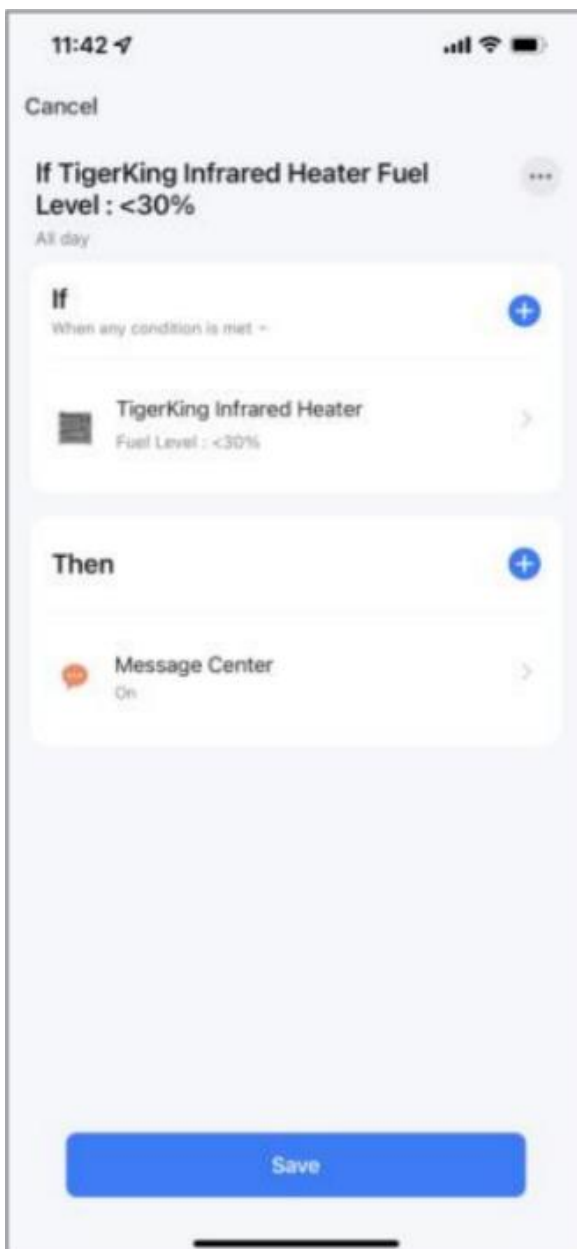 11:42
Cancel
If TigerKing Infrared Heater Fuel
Level : <30%
All day
If
When any condition is met
TigerKing Infrared Heater
Fuel Level : <30%
Then
Message Center
On
Save